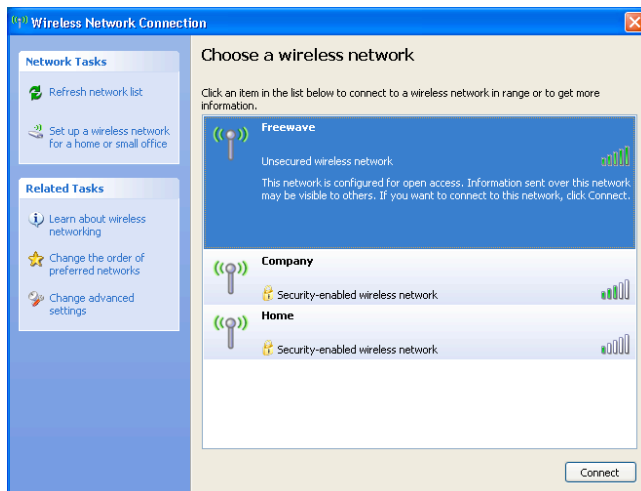 Wireless Network Connection
Network Tasks
Refresh network list
Set up a wireless network
for a home or small office
Related Tasks
Learn about wireless
networking
Change the order of
preferred networks
Change advanced
settings
Choose a wireless network
Click an item in the list below to connect to a wireless network in range or to get more
information.
Freewave
Unsecured wireless network
This network is configured for open access. Information sent over this network
may be visible to others. If you want to connect to this network, click Connect.
Company
Security-enabled wireless network
Home
Security-enabled wireless network
Connect